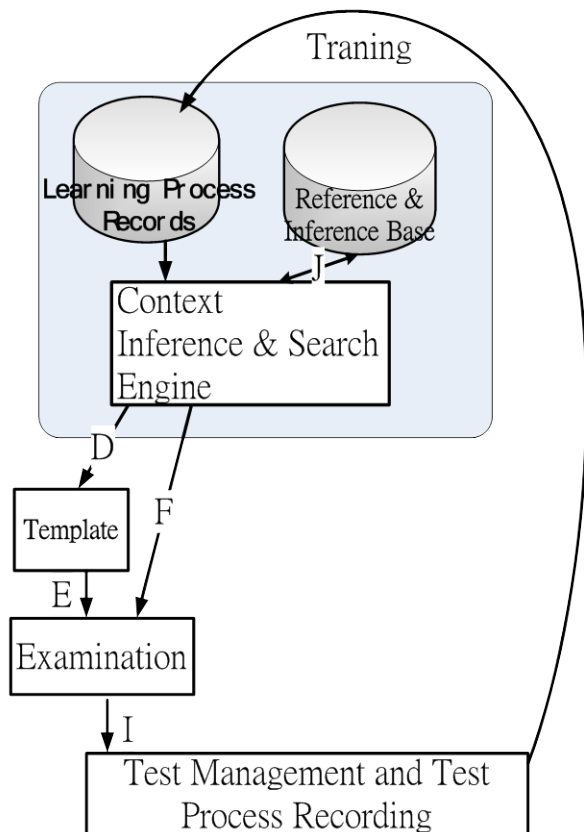 Traning
Learning Process
Records
Reference &
Inference Base
J
Context
Inference & Search
Engine
D
F
Template
E
Examination
I
Test Management and Test
Process Recording